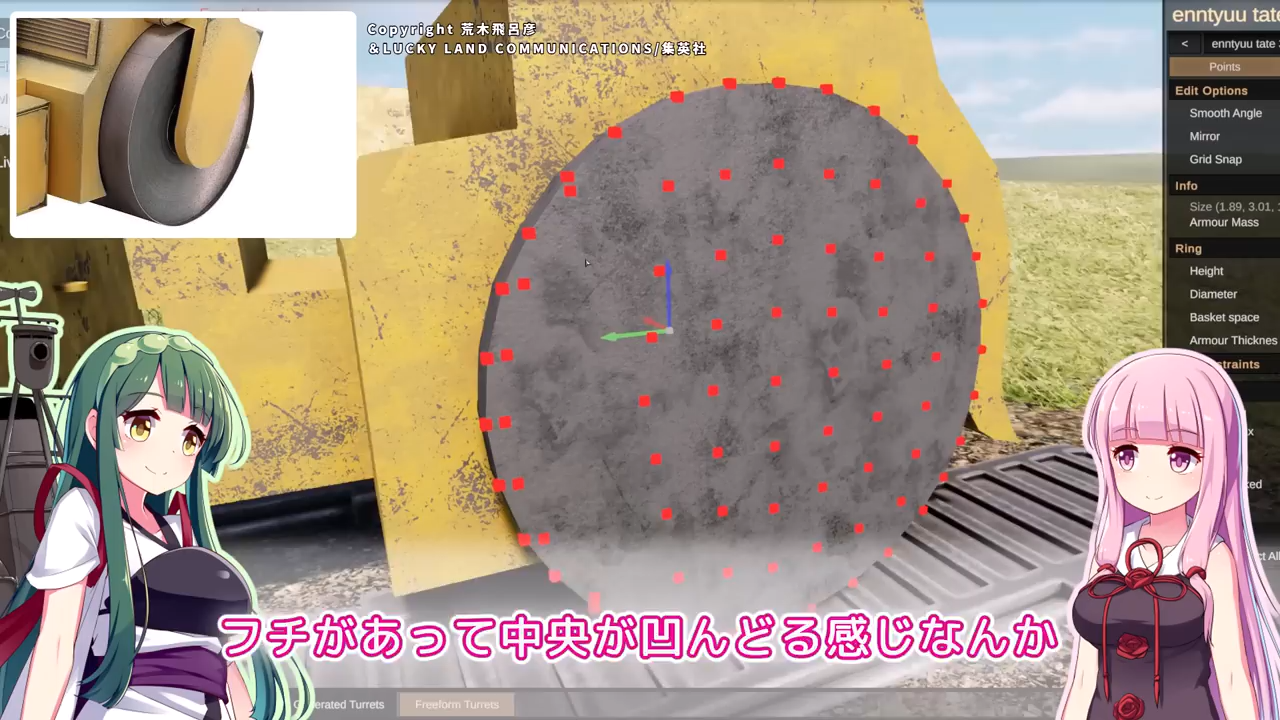 Copyright 荒木飛呂彦
&LUCKY LAND COMMUNICATIONS/集英社
enntyuu tate
<
enntyuu tate
Points
Edit Options
Smooth Angle
Mirror
Grid Snap
Info
Size (1.89, 3.01,
Armour Mass
Ring
Height
Diameter
Basket space
Armour Thicknes
フチがあって中央が凹んどる感じなんか
Freeform Turrets